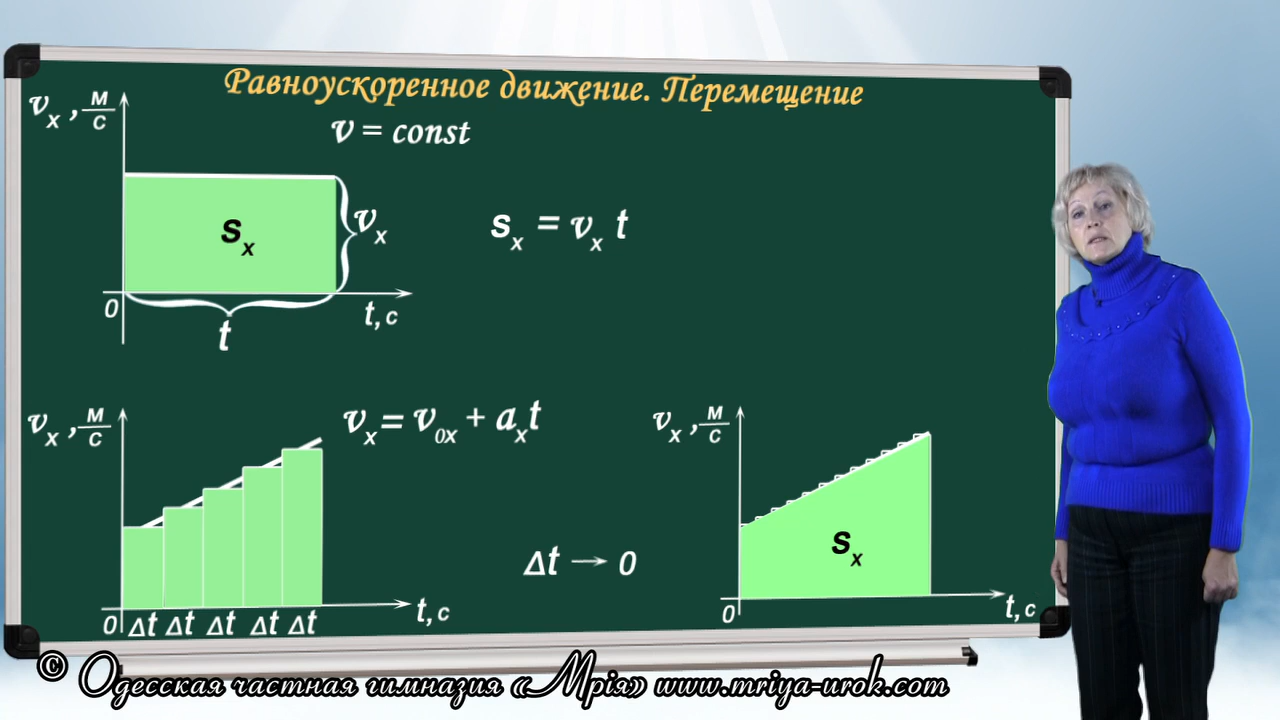 Равноускоренное движение. Перемещение
vₓ, м/с
v = const
sₓ
vₓ
sₓ = vₓ t
0
t
t, с
vₓ, м/с
vₓ = v₀ₓ + aₓt
0 Δt Δt Δt Δt Δt
t, с
Δt → 0
vₓ, м/с
sₓ
0
t, с
© Одесская частная гимназия «Мрія» www.mriya-urok.com